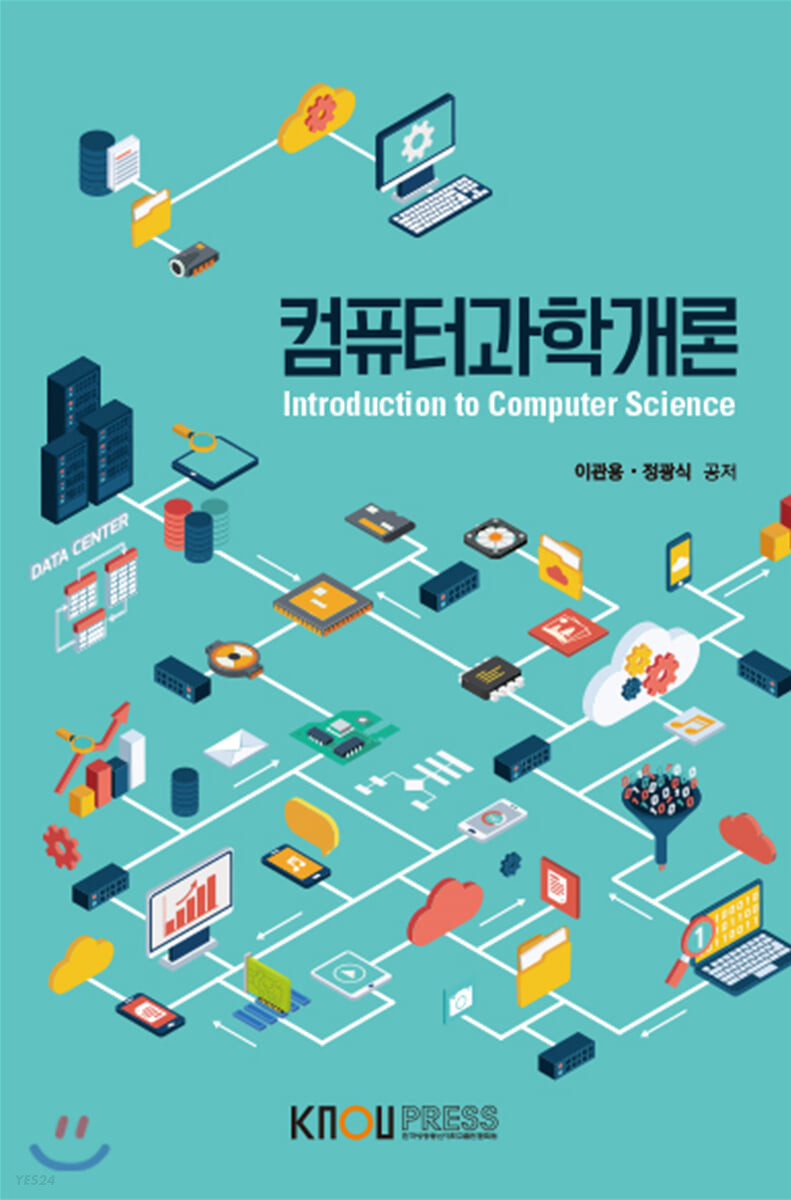 컴퓨터과학개론
Introduction to Computer Science
이관용·정광식 공저
DATA CENTER
1
KNOU PRESS
YES24